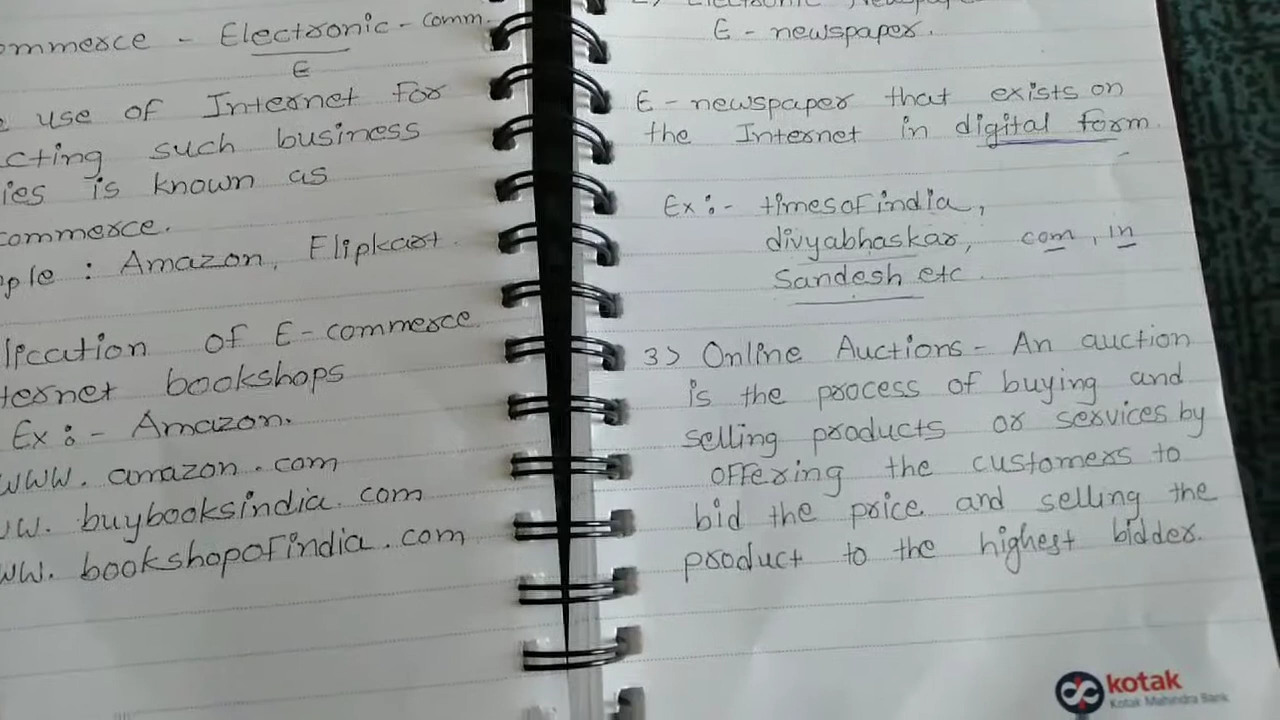 ommerce - Electronic - Comm.
E
use of Internet For
cting such business
ies is known as
commerce.
ple : Amazon, Flipkart.
lication of E-commerce
ternet bookshops
Ex :- Amazon.
www. amazon . com
ww. buybooksindia. com
ww. bookshopofindia . com
E - newspaper.
E - newspaper that exists on
the Internet in digital form.
Ex :- timesofindia,
divyabhaskar, com, in
Sandesh etc.
3) Online Auctions - An auction
is the process of buying and
selling products or services by
offering the customers to
bid the price and selling the
product to the highest bidder.
kotak
Kotak Mahindra Bank